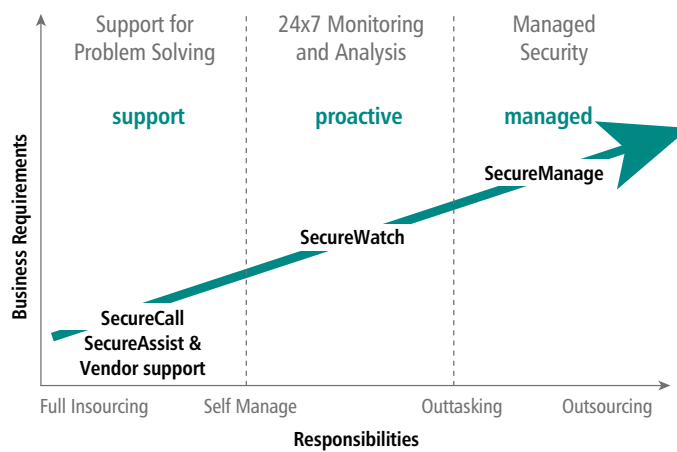 Support for
Problem Solving
24x7 Monitoring
and Analysis
Managed
Security
support
proactive
managed
SecureManage
SecureWatch
SecureCall
SecureAssist &
Vendor support
Business Requirements
Full Insourcing
Self Manage
Outtasking
Outsourcing
Responsibilities